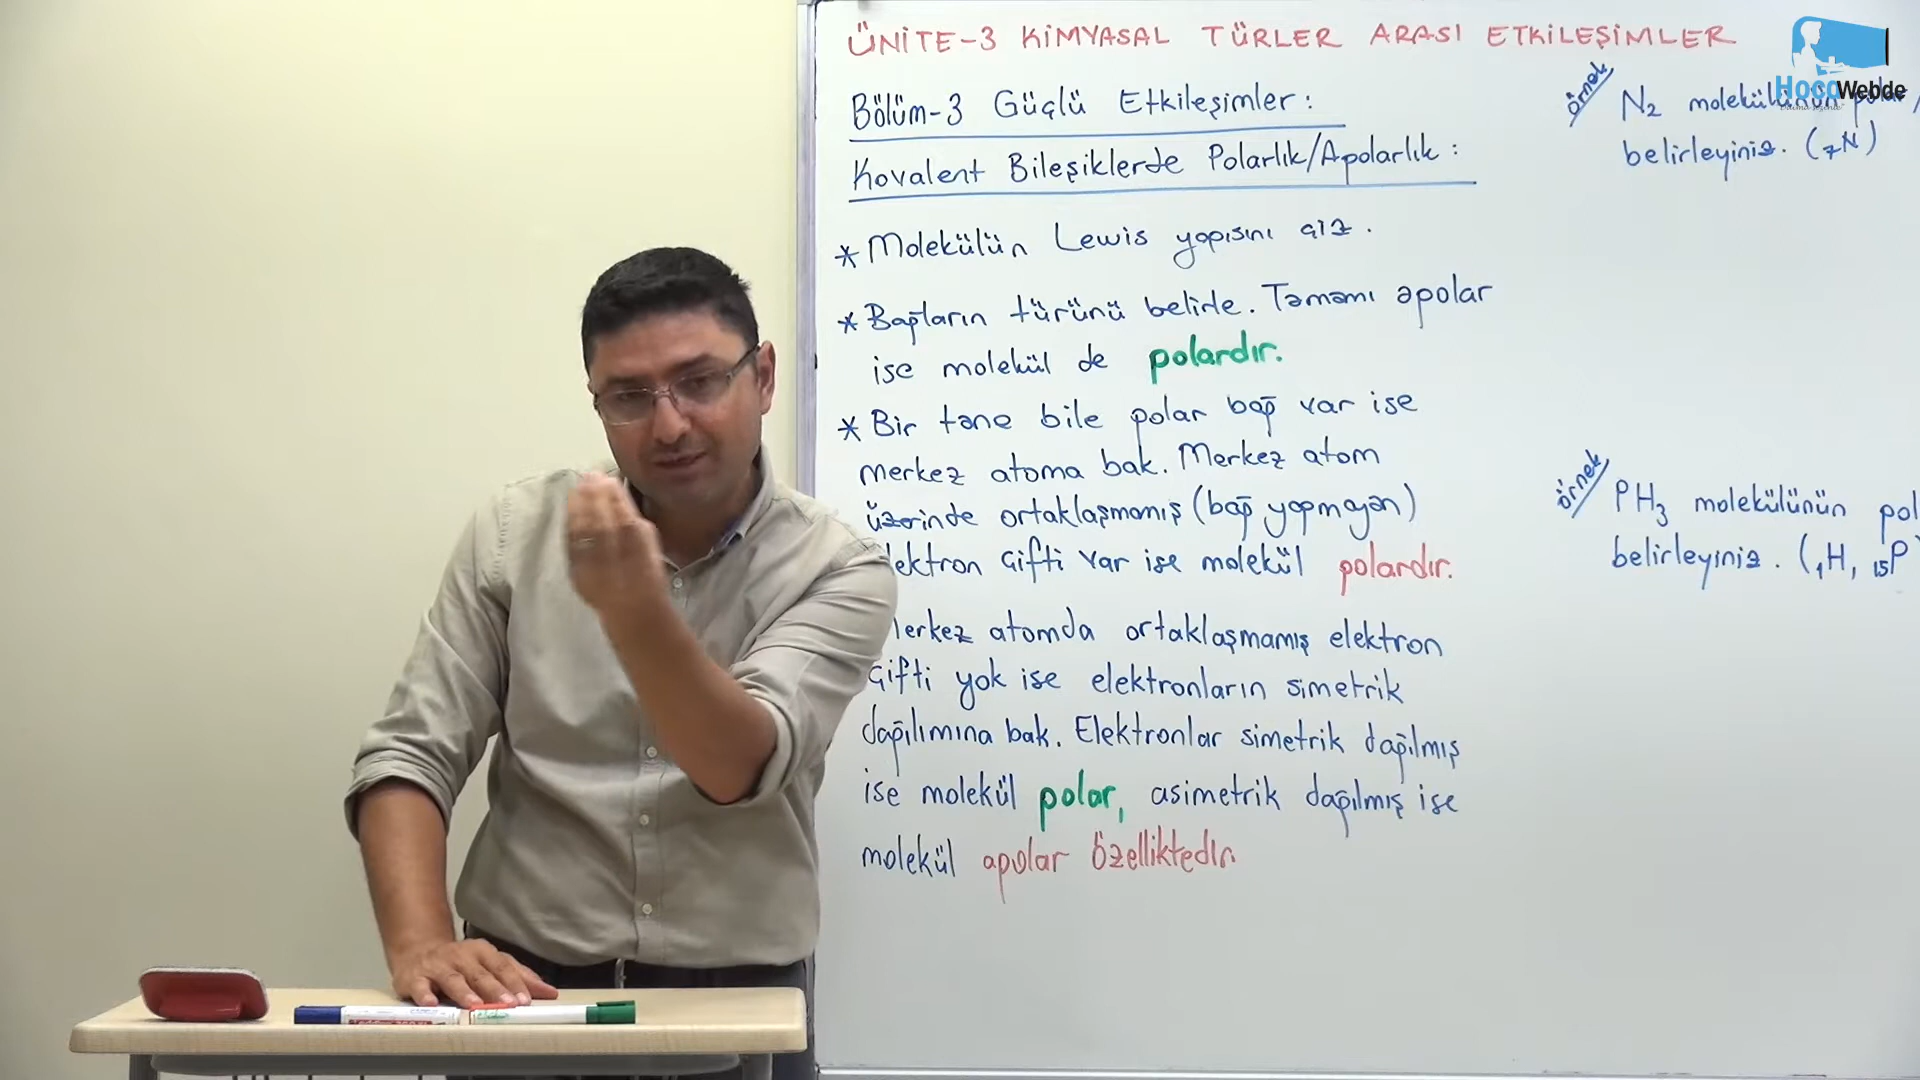 ÜNİTE-3 KİMYASAL TÜRLER ARASI ETKİLEŞİMLER
Bölüm-3 Güçlü Etkileşimler:
Kovalent Bileşiklerde Polarlık/Apolarlık:
* Molekülün Lewis yapısını çiz.
* Bağların türünü belirle. Tamamı apolar
ise molekül de polardır.
* Bir tane bile polar bağ var ise
merkez atoma bak. Merkez atom
üzerinde ortaklaşmamış (bağ yapmayan)
lektron çifti var ise molekül polardır.
erkez atomda ortaklaşmamış elektron
çifti yok ise elektronların simetrik
dağılımına bak. Elektronlar simetrik dağılmış
ise molekül polar, asimetrik dağılmış ise
molekül apolar özelliktedir
örnek N₂ molekülünün polar
belirleyiniz. (₇N)
örnek PH₃ molekülünün pol
belirleyiniz. (₁H, ₁₅P
HocaWebde